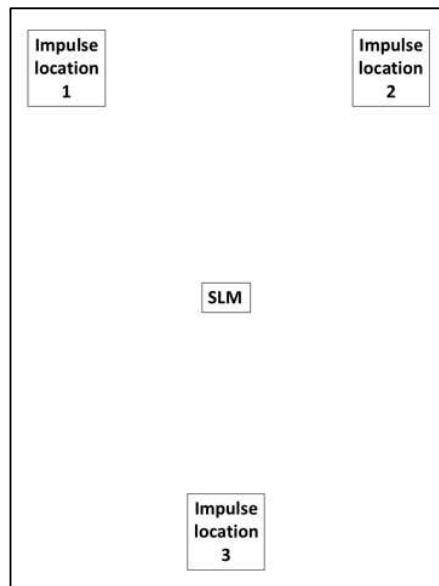 Impulse
location
1
Impulse
location
2
SLM
Impulse
location
3